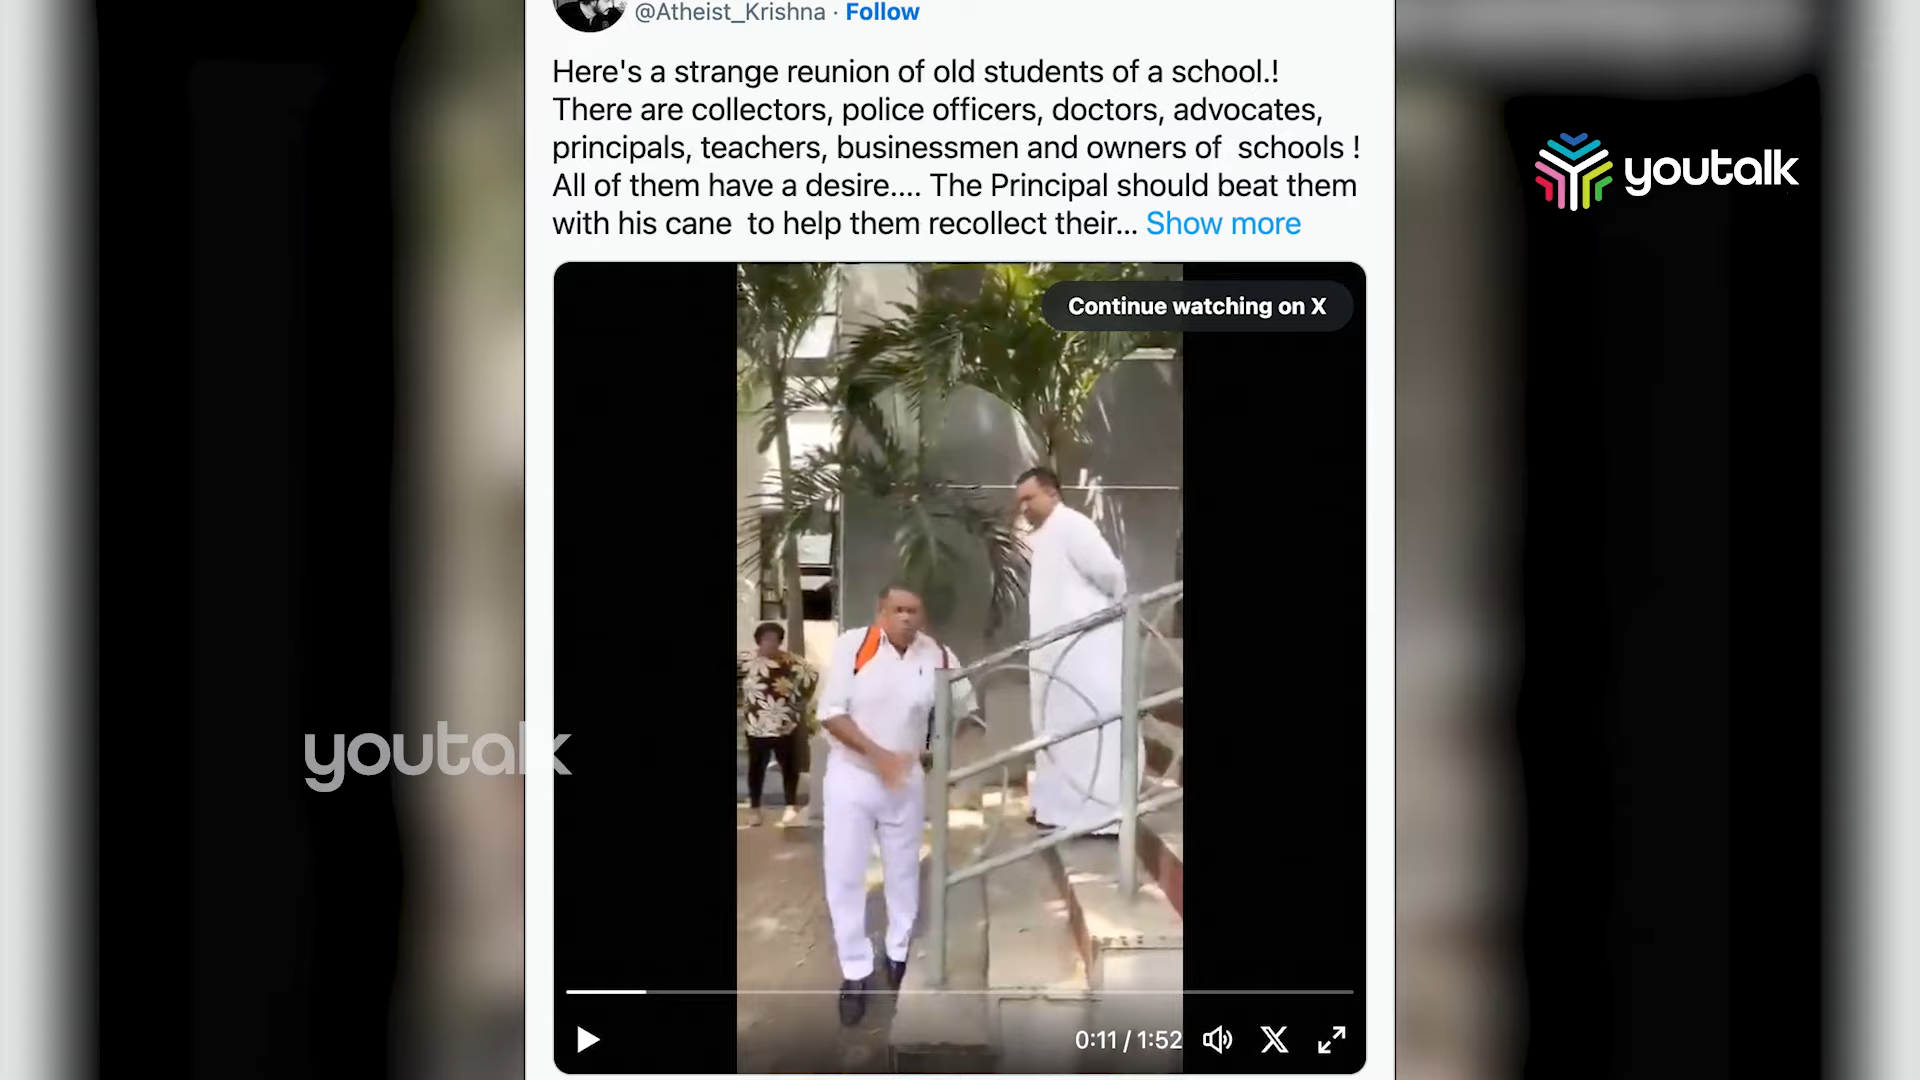 @Atheist_Krishna · Follow
Here's a strange reunion of old students of a school.!
There are collectors, police officers, doctors, advocates,
principals, teachers, businessmen and owners of  schools !
All of them have a desire.... The Principal should beat them
with his cane  to help them recollect their... Show more
youtalk
Continue watching on X
youtalk
0:11 / 1:52